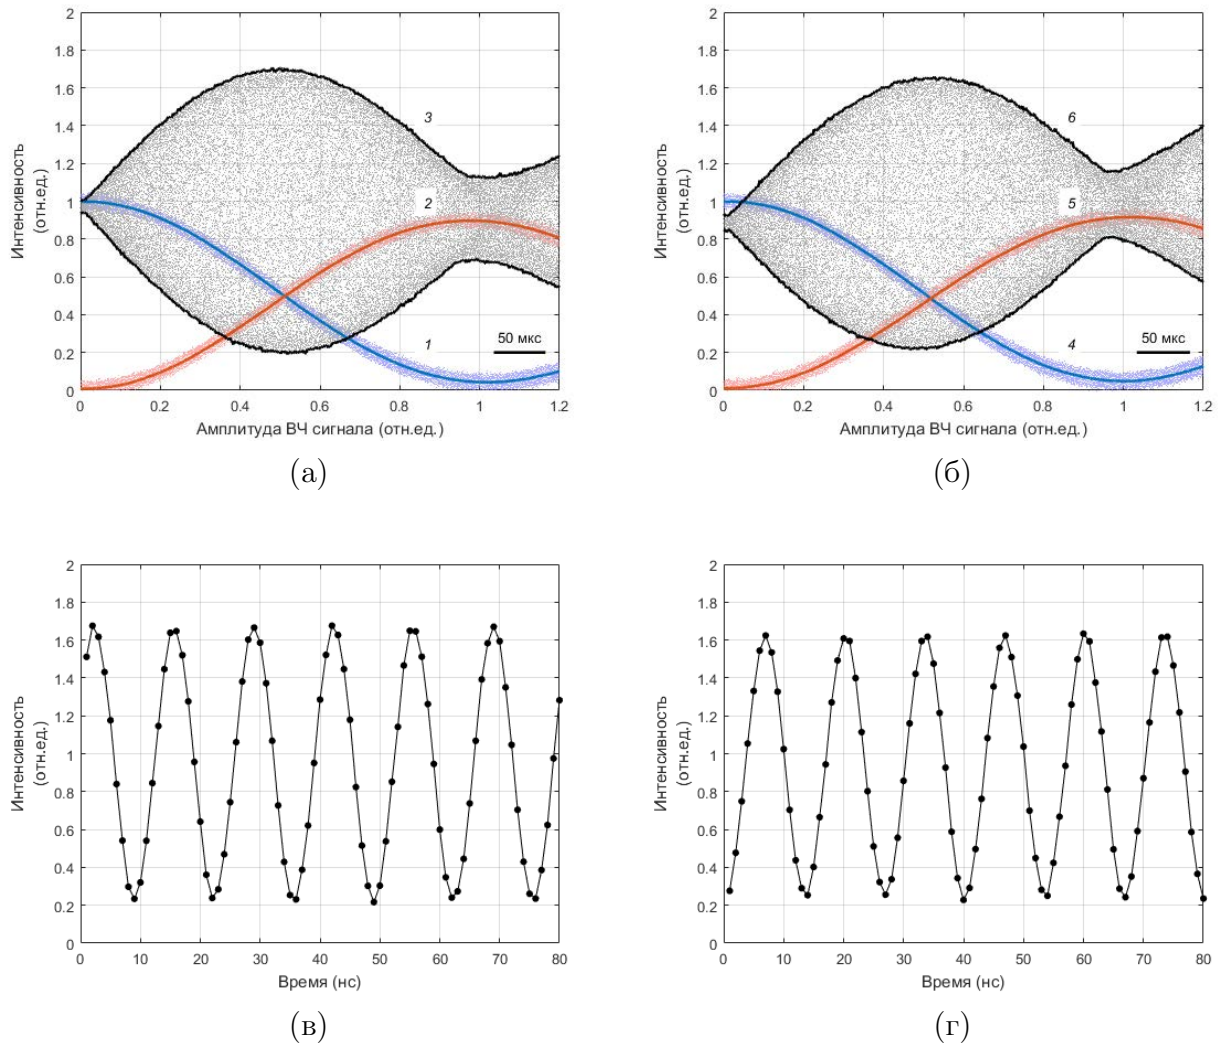 2
1.8
1.6
1.4
1.2
1
0.8
0.6
0.4
0.2
0
Интенсивность
(отн.ед.)
3
2
1
50 мкс
0 0.2 0.4 0.6 0.8 1 1.2
Амплитуда ВЧ сигнала (отн.ед.)
(а)
2
1.8
1.6
1.4
1.2
1
0.8
0.6
0.4
0.2
0
Интенсивность
(отн.ед.)
6
5
4
50 мкс
0 0.2 0.4 0.6 0.8 1 1.2
Амплитуда ВЧ сигнала (отн.ед.)
(б)
2
1.8
1.6
1.4
1.2
1
0.8
0.6
0.4
0.2
0
Интенсивность
(отн.ед.)
0 10 20 30 40 50 60 70 80
Время (нс)
(в)
2
1.8
1.6
1.4
1.2
1
0.8
0.6
0.4
0.2
0
Интенсивность
(отн.ед.)
0 10 20 30 40 50 60 70 80
Время (нс)
(г)